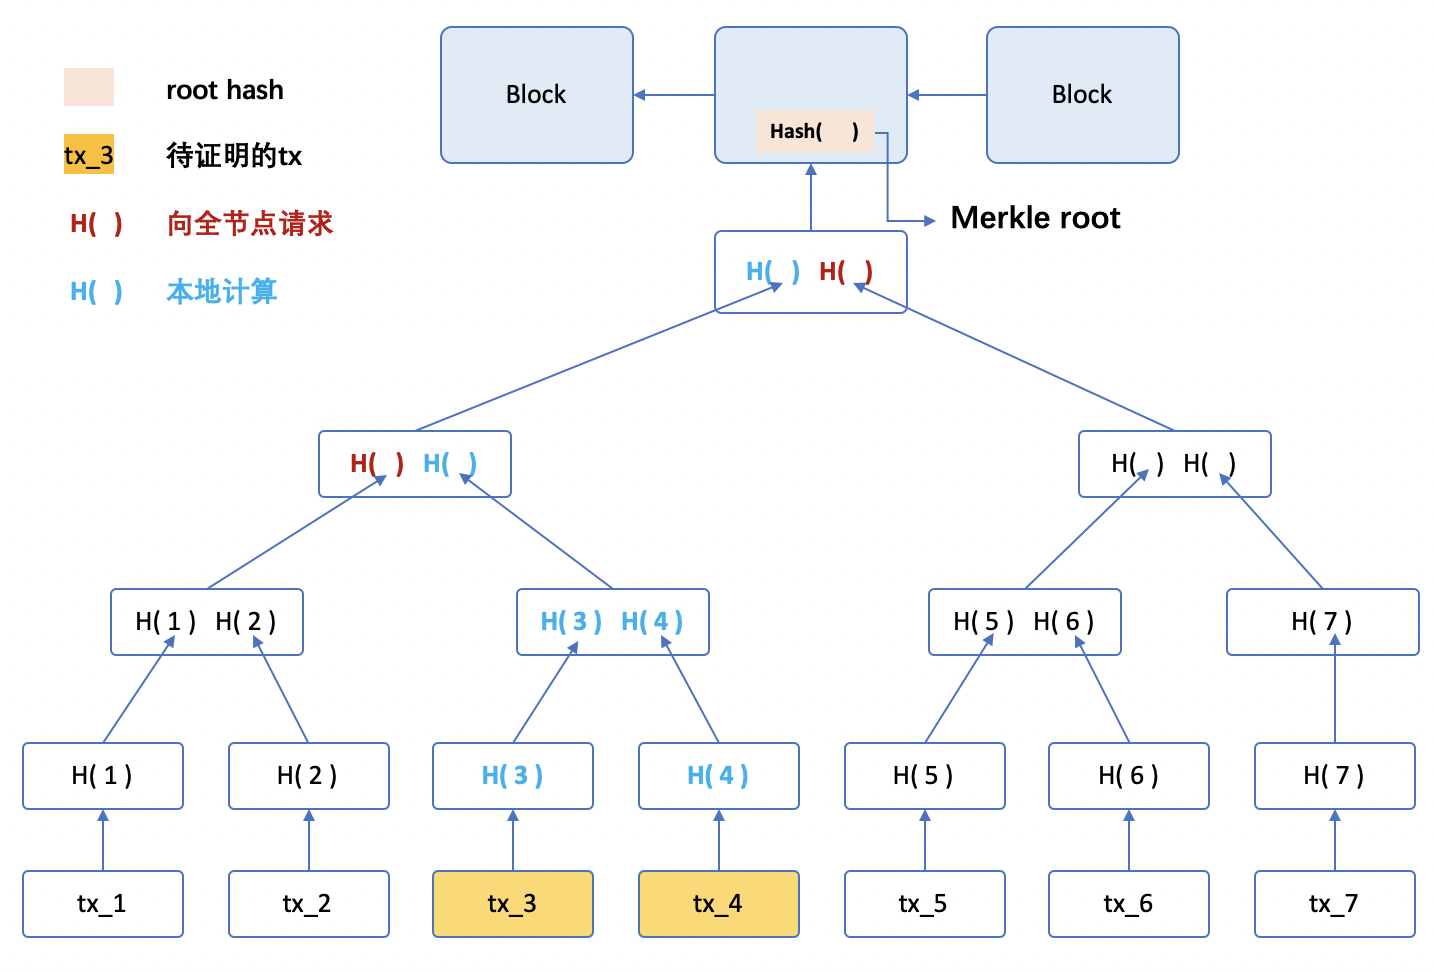 Block
Block
Hash( )
Merkle root
root hash
tx_3 待证明的tx
H( ) 向全节点请求
H( ) 本地计算
H( ) H( )
H( ) H( )
H( ) H( )
H( 1 ) H( 2 )
H( 3 ) H( 4 )
H( 5 ) H( 6 )
H( 7 )
H( 1 )
H( 2 )
H( 3 )
H( 4 )
H( 5 )
H( 6 )
H( 7 )
tx_1
tx_2
tx_3
tx_4
tx_5
tx_6
tx_7